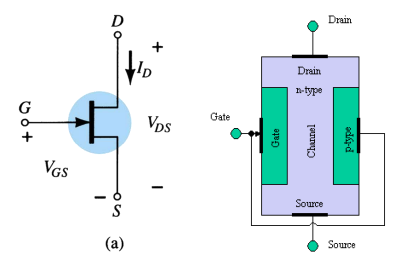 D
+
I_D
G
+
V_DS
V_GS
−
−
S
(a)
Drain
Drain
n-type
Gate
Gate
Channel
p-type
Source
Source